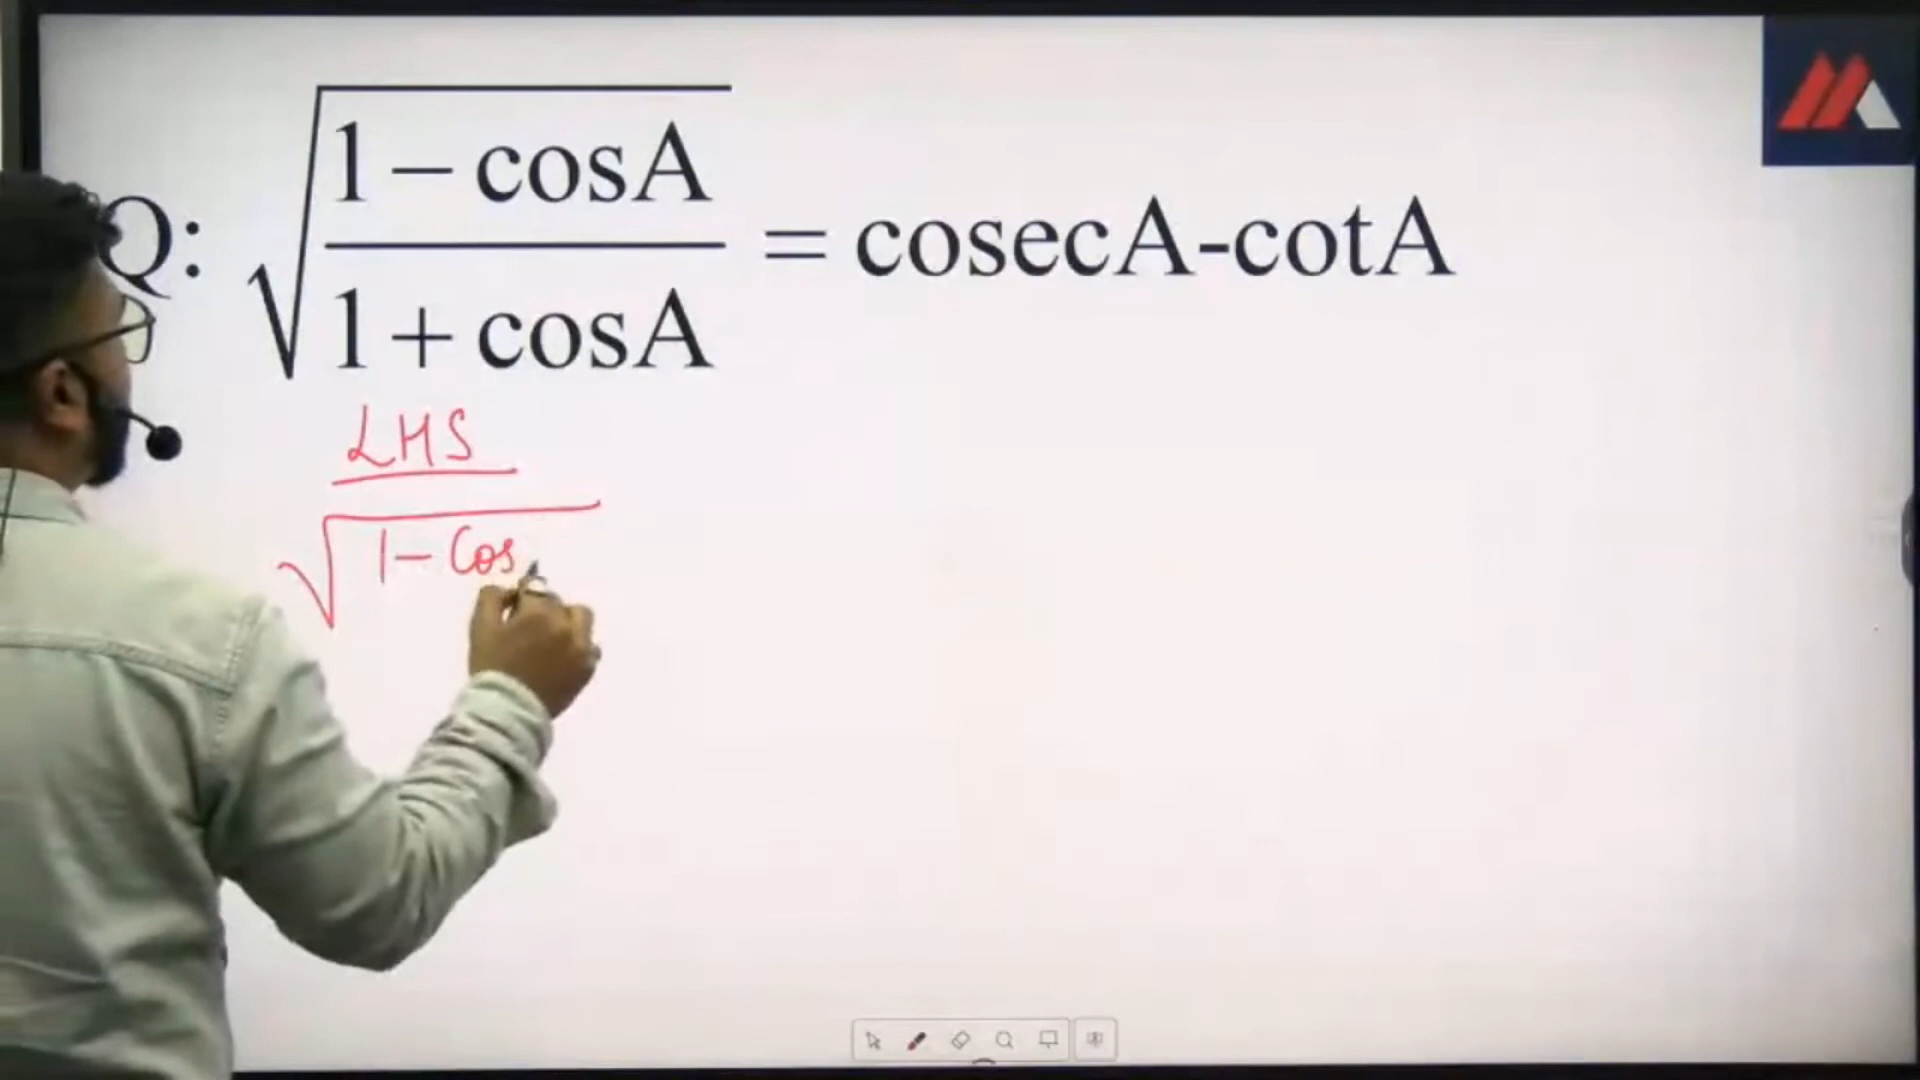 Q: √(1 – cosA / 1 + cosA) = cosecA-cotA
LHS
√(1 – Cos